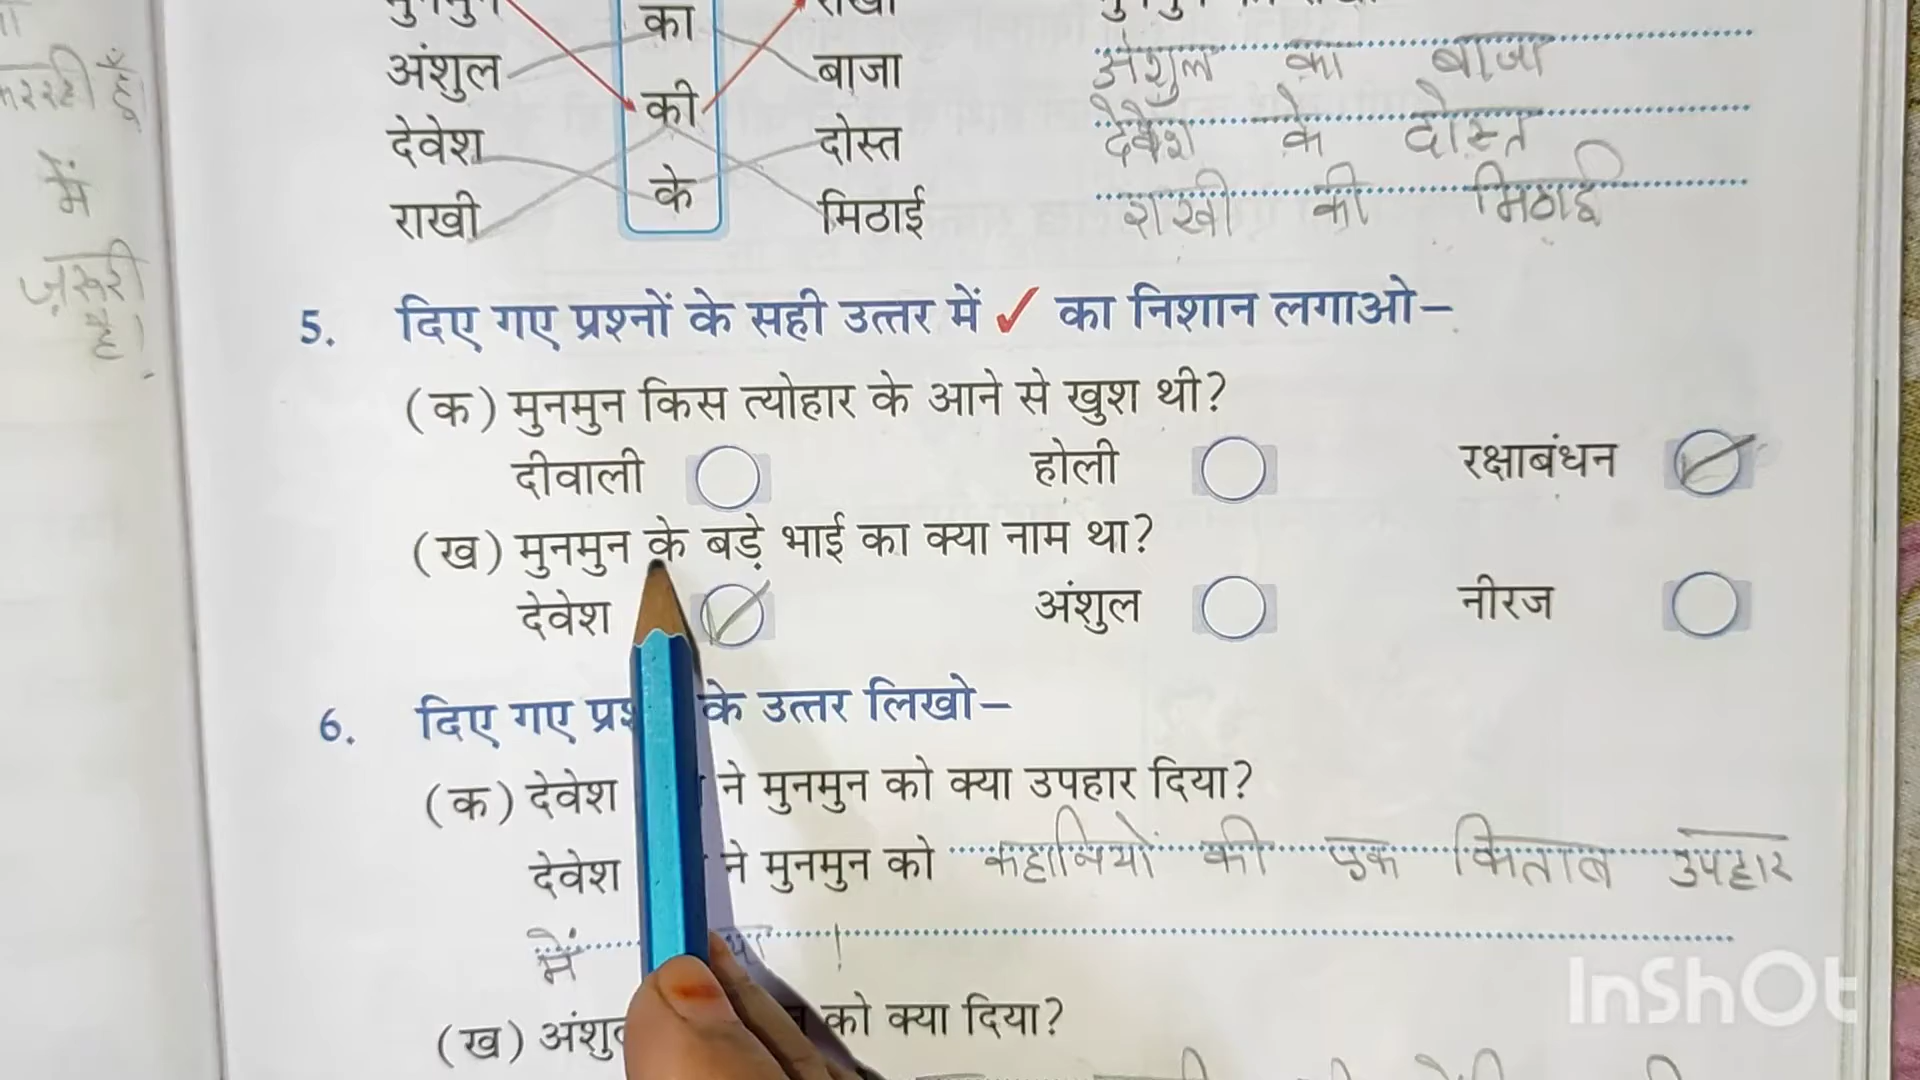 का
अंशुल बाजा अंशुल का बाजा
की
देवेश दोस्त देवेश के दोस्त
के
राखी मिठाई राखी की मिठाई
में
ज़रूरी
है।
5. दिए गए प्रश्नों के सही उत्तर में ✓ का निशान लगाओ–
(क) मुनमुन किस त्योहार के आने से खुश थी?
दीवाली होली रक्षाबंधन ✓
(ख) मुनमुन के बड़े भाई का क्या नाम था?
देवेश ✓ अंशुल नीरज
6. दिए गए के उत्तर लिखो–
(क) देवेश ने मुनमुन को क्या उपहार दिया?
देवेश ने मुनमुन को कहानियों की एक किताब उपहार
में ।
(ख) को क्या दिया?
InShOt